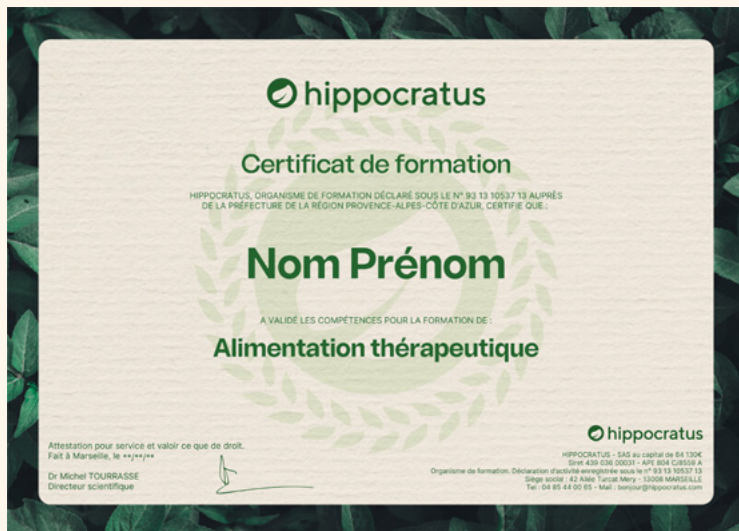 hippocratus
Certificat de formation
HIPPOCRATUS, ORGANISME DE FORMATION DÉCLARÉ SOUS LE N° 93 13 10537 13 AUPRÈS
DE LA PRÉFECTURE DE LA RÉGION PROVENCE-ALPES-CÔTE D'AZUR, CERTIFIE QUE :
Nom Prénom
A VALIDÉ LES COMPÉTENCES POUR LA FORMATION DE :
Alimentation thérapeutique
Attestation pour service et valoir ce que de droit.
Fait à Marseille, le **/**/**
Dr Michel TOURRASSE
Directeur scientifique
hippocratus
HIPPOCRATUS - SAS au capital de 64 130€
Siret 439 036 00031 - APE 804 C/8559 A
Organisme de formation. Déclaration d'activité enregistrée sous le n° 93 13 10537 13
Siège social : 42 Allée Turcat Mery - 13008 MARSEILLE
Tel : 04 85 44 00 65 - Mail : bonjour@hippocratus.com